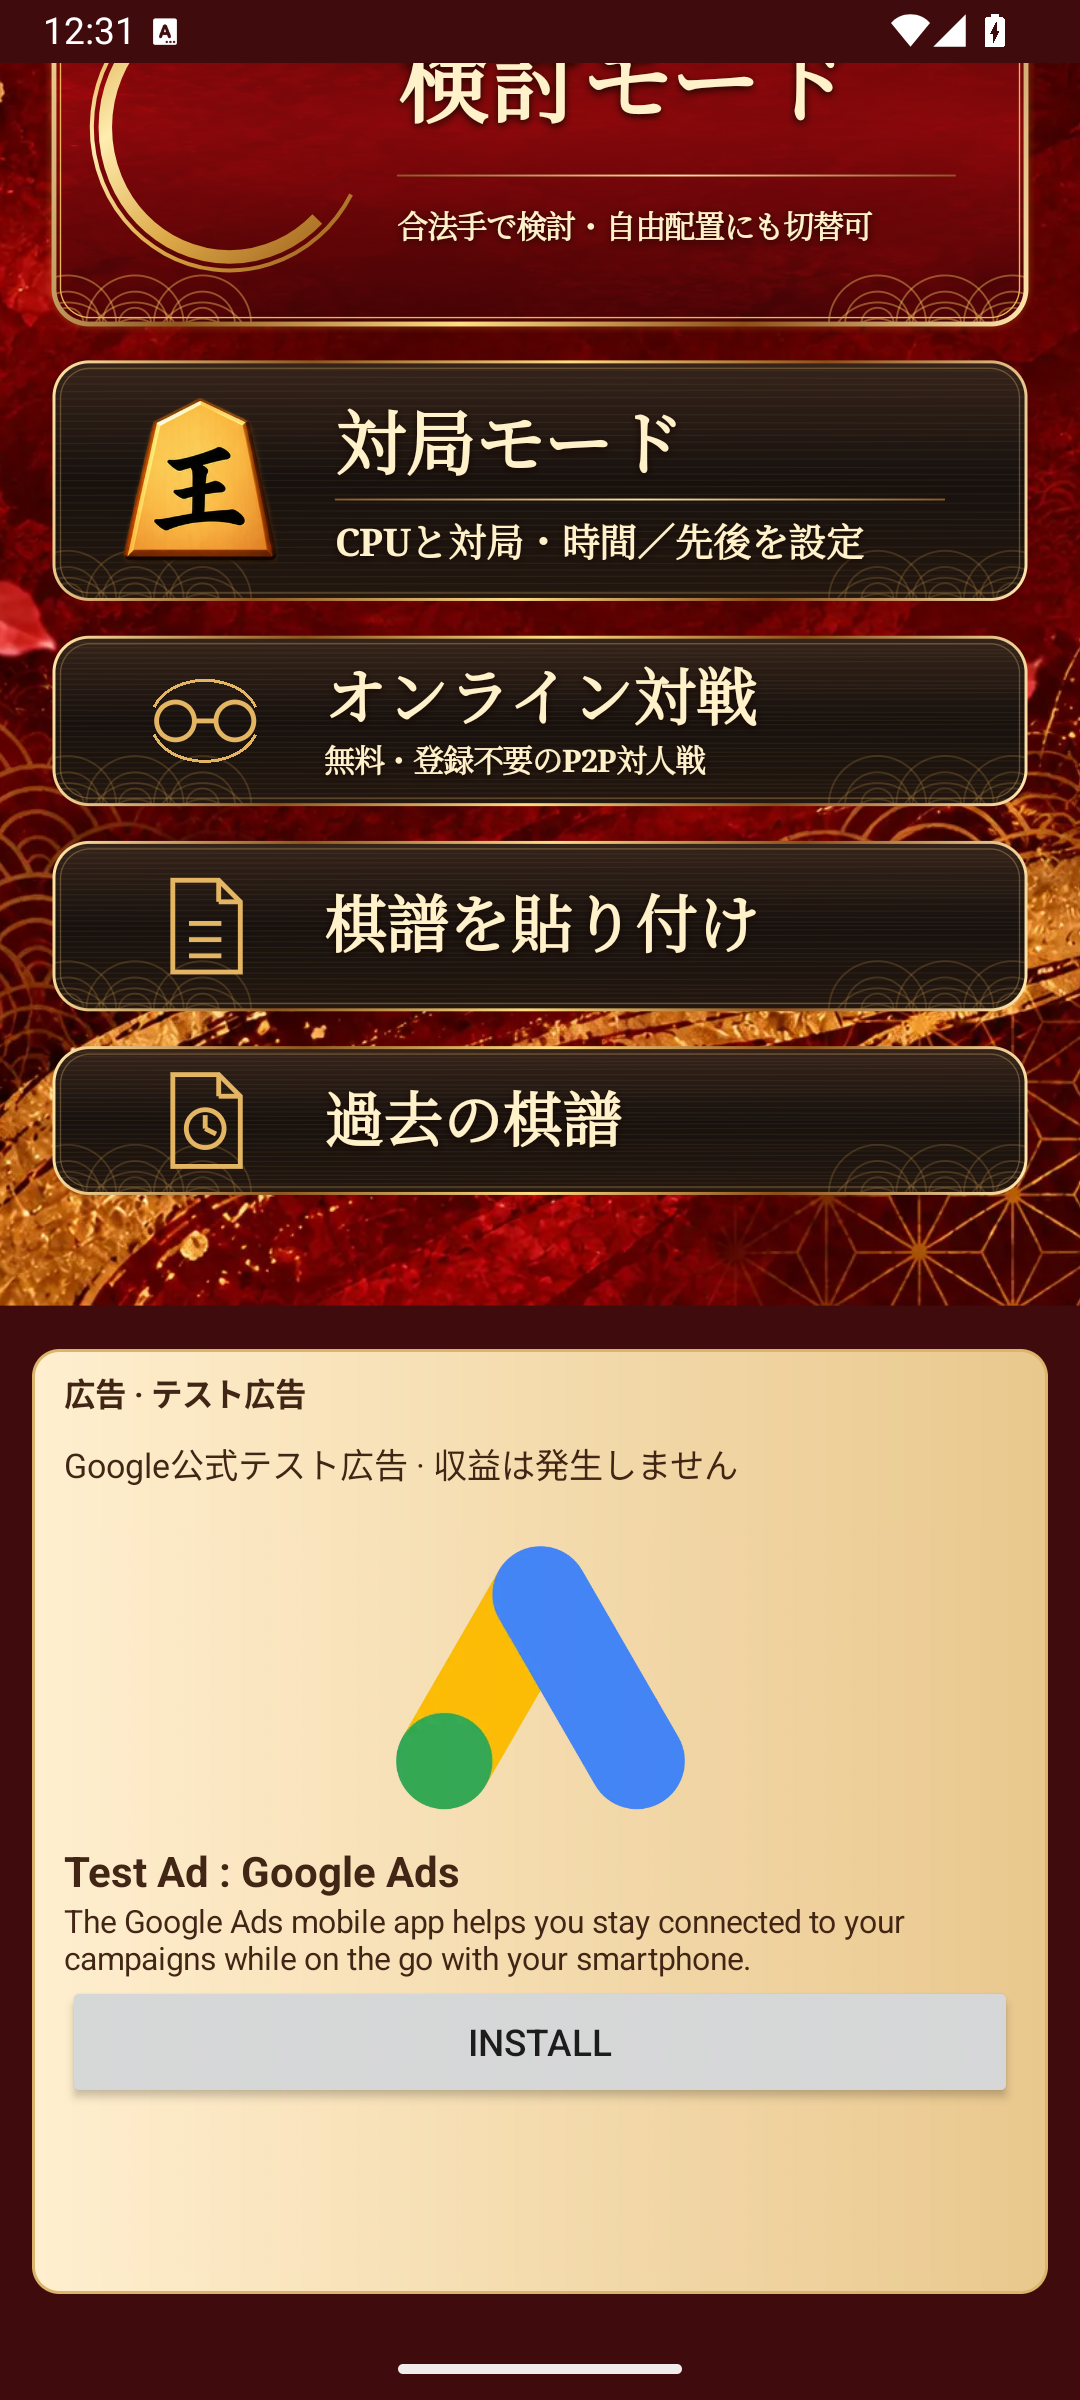 12:31
検討モード
合法手で検討・自由配置にも切替可
王
対局モード
CPUと対局・時間／先後を設定
オンライン対戦
無料・登録不要のP2P対人戦
棋譜を貼り付け
過去の棋譜
広告 · テスト広告
Google公式テスト広告 · 収益は発生しません
Test Ad : Google Ads
The Google Ads mobile app helps you stay connected to your
campaigns while on the go with your smartphone.
INSTALL